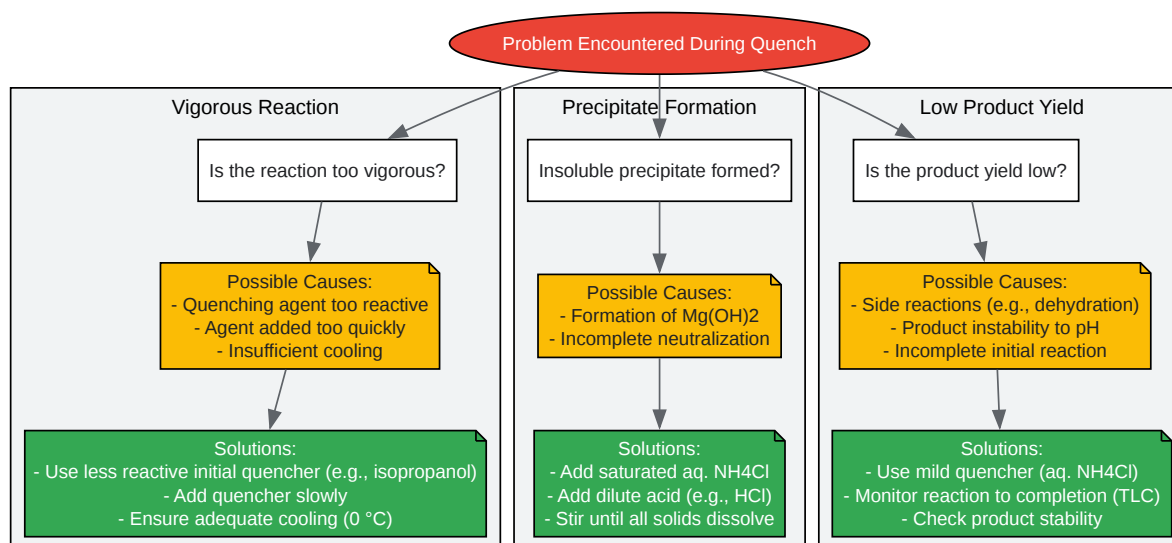 Problem Encountered During Quench
Vigorous Reaction
Is the reaction too vigorous?
Possible Causes:
- Quenching agent too reactive
- Agent added too quickly
- Insufficient cooling
Solutions:
- Use less reactive initial quencher (e.g., isopropanol)
- Add quencher slowly
- Ensure adequate cooling (0 °C)
Precipitate Formation
Insoluble precipitate formed?
Possible Causes:
- Formation of Mg(OH)2
- Incomplete neutralization
Solutions:
- Add saturated aq. NH4Cl
- Add dilute acid (e.g., HCl)
- Stir until all solids dissolve
Low Product Yield
Is the product yield low?
Possible Causes:
- Side reactions (e.g., dehydration)
- Product instability to pH
- Incomplete initial reaction
Solutions:
- Use mild quencher (aq. NH4Cl)
- Monitor reaction to completion (TLC)
- Check product stability